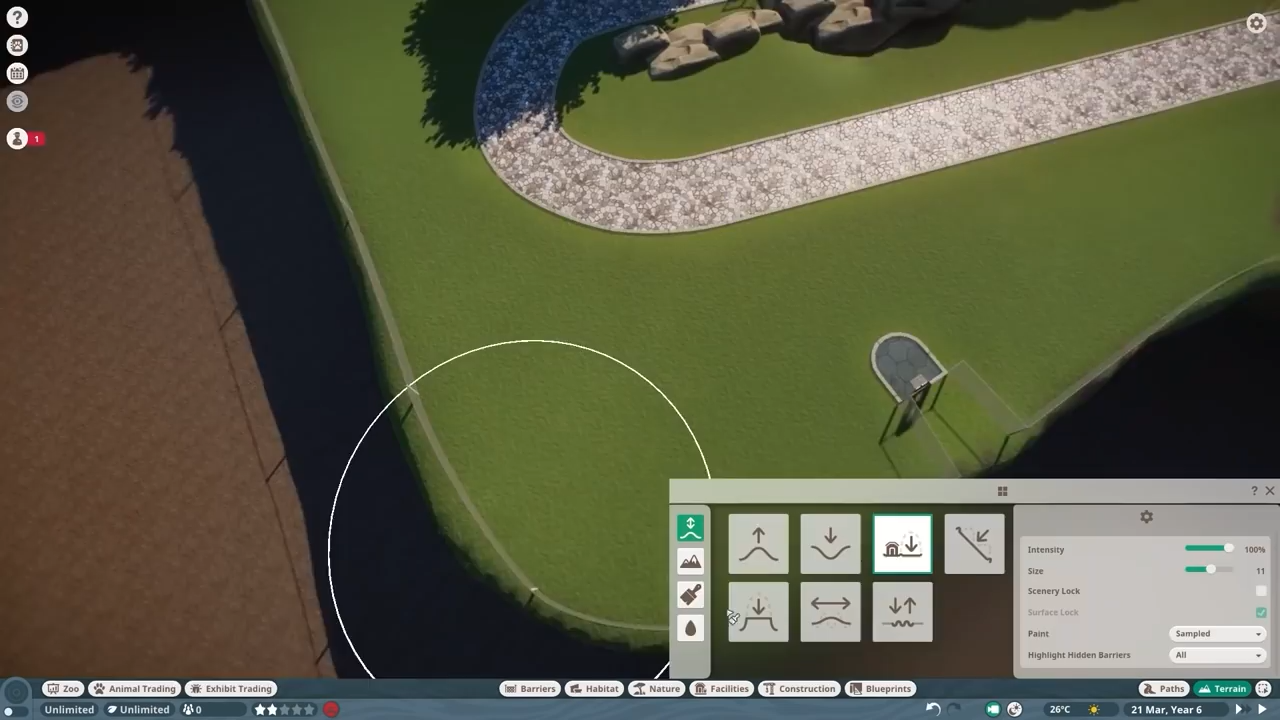 ?
1
?
Intensity 100%
Size 11
Scenery Lock
Surface Lock
Paint Sampled
Highlight Hidden Barriers All
Zoo Animal Trading Exhibit Trading Barriers Habitat Nature Facilities Construction Blueprints Paths Terrain
Unlimited Unlimited 0 26°C 21 Mar, Year 6